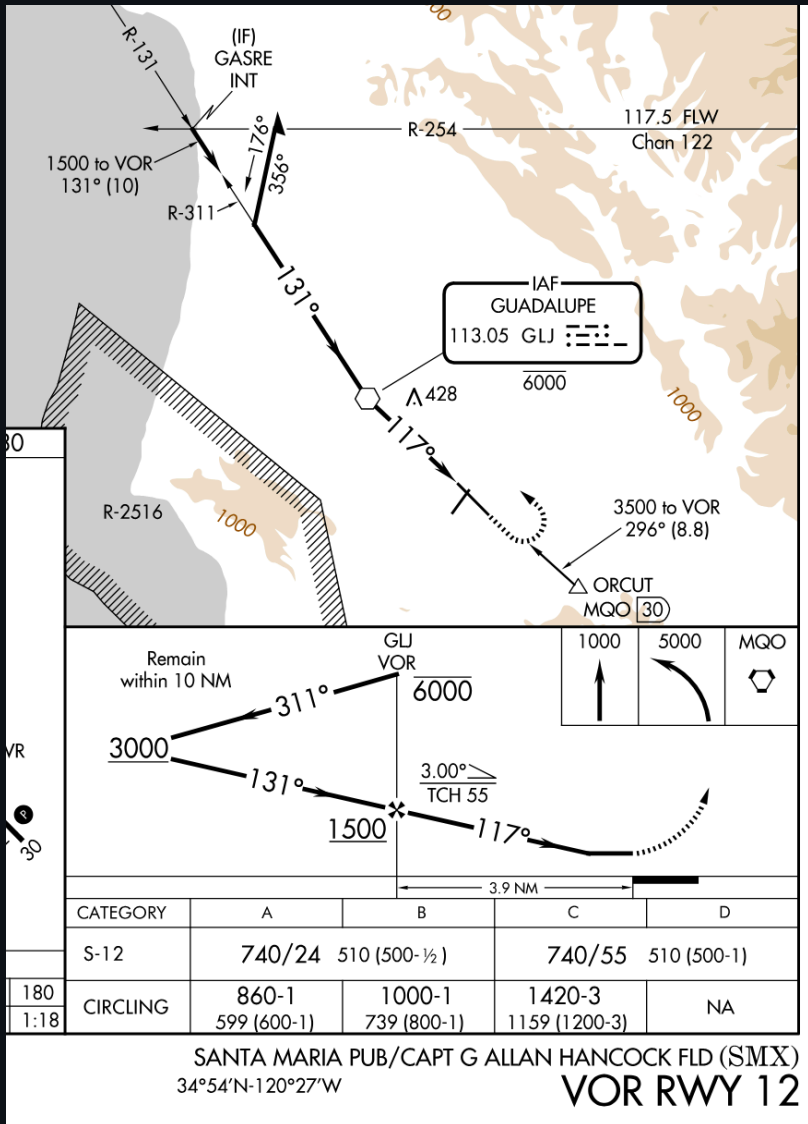 00
R-131
(IF)
GASRE
INT
176°
356°
R-254
117.5 FLW
Chan 122
1500 to VOR
131° (10)
R-311
131°
IAF
GUADALUPE
113.05 GLJ
6000
428
1000
117°
R-2516
1000
3500 to VOR
296° (8.8)
ORCUT
MQO 30
30
Remain
within 10 NM
GLJ
VOR
6000
311°
3000
131°
1500
3.00°
TCH 55
117°
1000
5000
MQO
VR
P
30
3.9 NM
CATEGORY A B C D
S-12 740/24 510 (500-½) 740/55 510 (500-1)
CIRCLING 860-1 1000-1 1420-3 NA
599 (600-1) 739 (800-1) 1159 (1200-3)
180
1:18
SANTA MARIA PUB/CAPT G ALLAN HANCOCK FLD (SMX)
34°54'N-120°27'W
VOR RWY 12